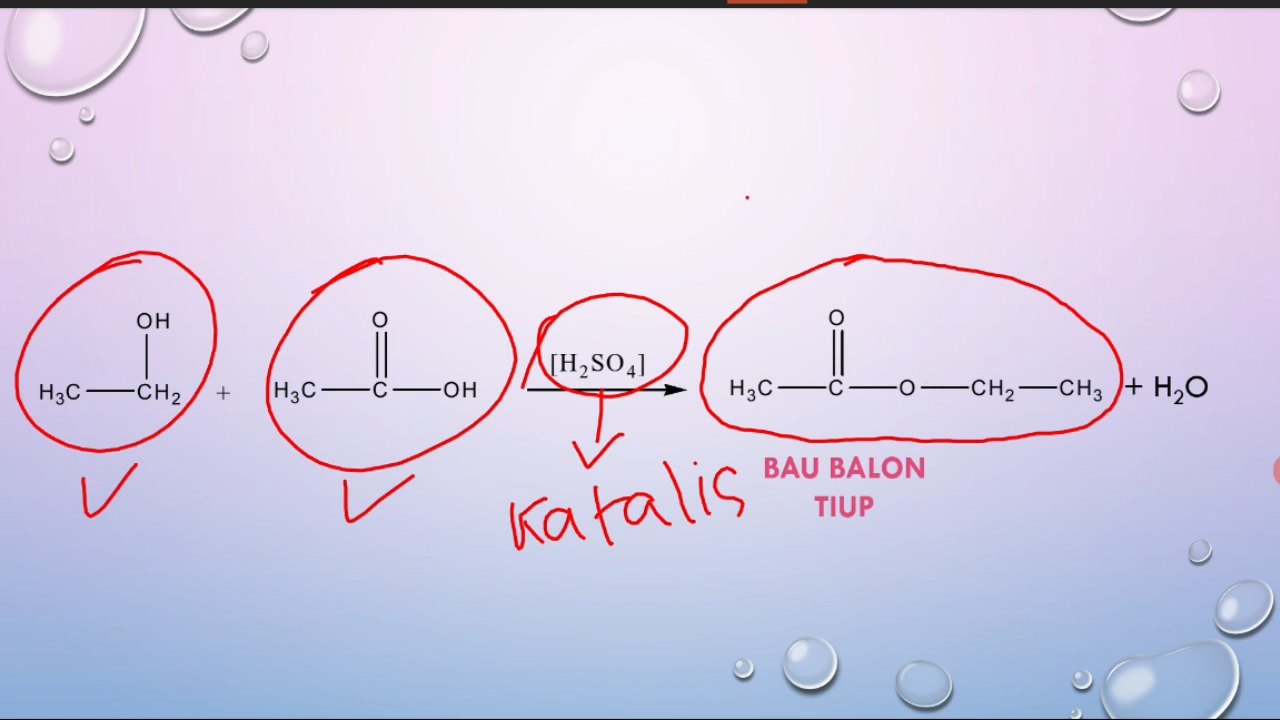 OH
H₃C — CH₂ + H₃C — C — OH [H₂SO₄] H₃C — C — O — CH₂ — CH₃ + H₂O
O
O
Katalis
BAU BALON
TIUP